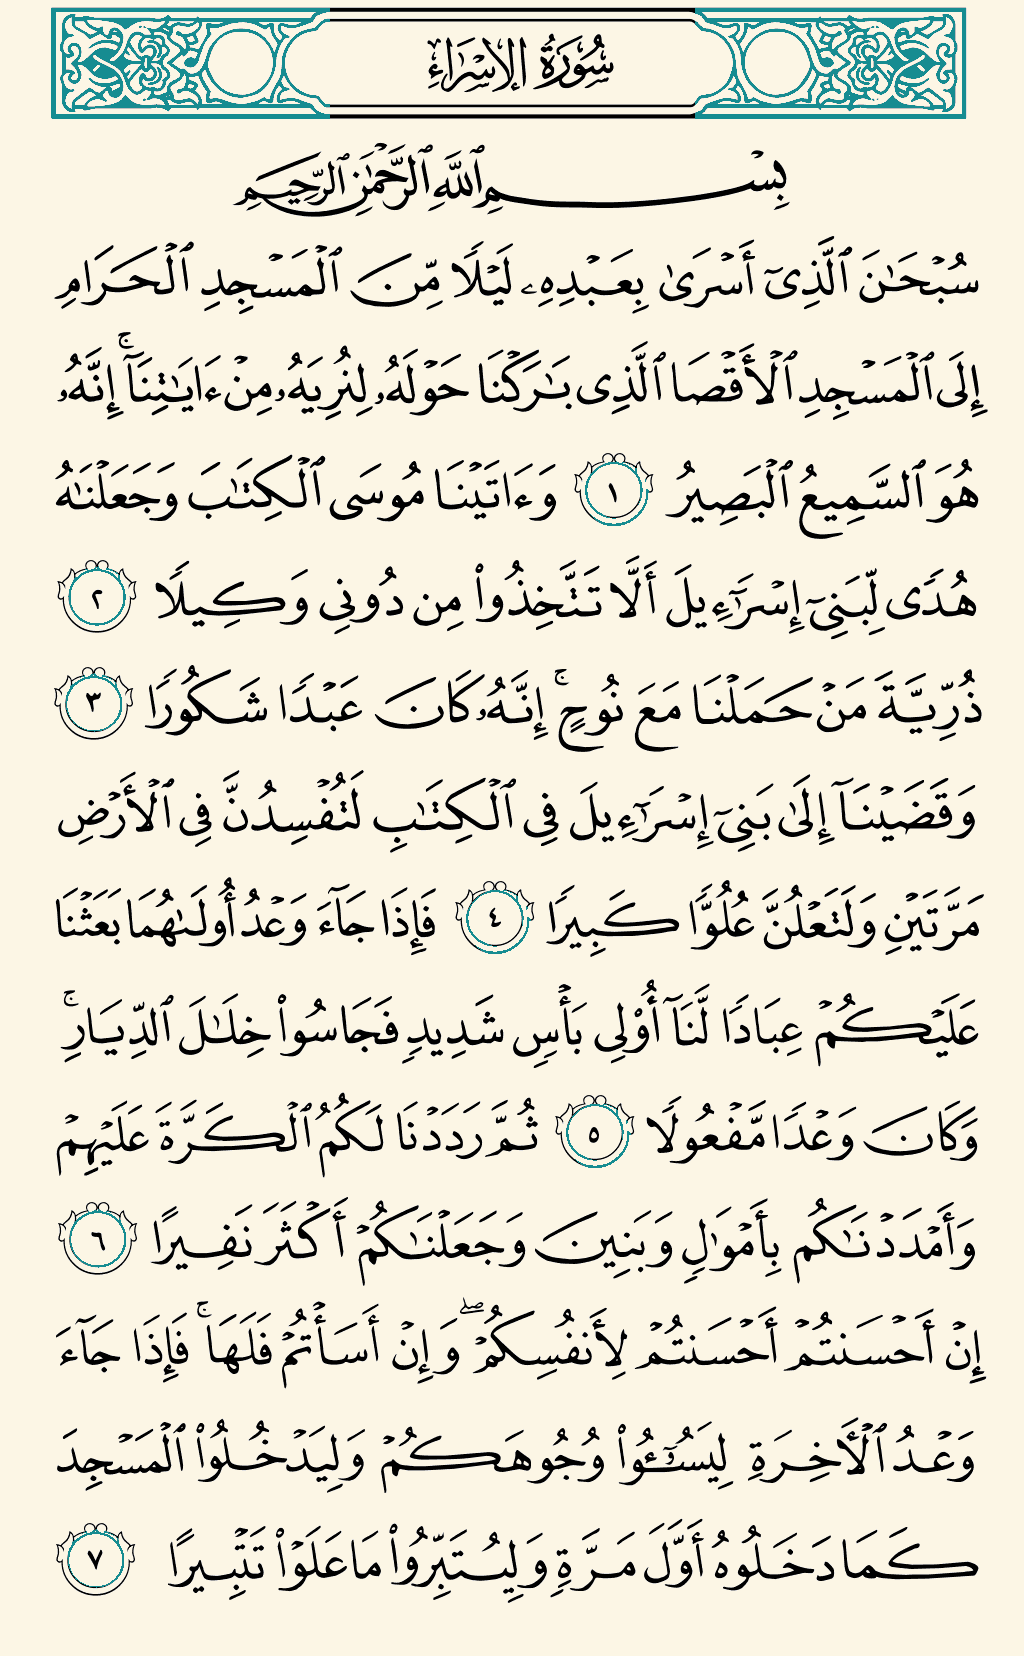 سُورَةُ الإِسْرَاءِ
بِسْمِ ٱللَّهِ ٱلرَّحْمَٰنِ ٱلرَّحِيمِ
سُبْحَٰنَ ٱلَّذِىٓ أَسْرَىٰ بِعَبْدِهِۦ لَيْلًا مِّنَ ٱلْمَسْجِدِ ٱلْحَرَامِ
إِلَى ٱلْمَسْجِدِ ٱلْأَقْصَا ٱلَّذِى بَٰرَكْنَا حَوْلَهُۥ لِنُرِيَهُۥ مِنْ ءَايَٰتِنَآ ۚ إِنَّهُۥ
هُوَ ٱلسَّمِيعُ ٱلْبَصِيرُ ١ وَءَاتَيْنَا مُوسَى ٱلْكِتَٰبَ وَجَعَلْنَٰهُ
هُدًى لِّبَنِىٓ إِسْرَٰٓءِيلَ أَلَّا تَتَّخِذُوا۟ مِن دُونِى وَكِيلًا ٢
ذُرِّيَّةَ مَنْ حَمَلْنَا مَعَ نُوحٍ ۚ إِنَّهُۥ كَانَ عَبْدًا شَكُورًا ٣
وَقَضَيْنَآ إِلَىٰ بَنِىٓ إِسْرَٰٓءِيلَ فِى ٱلْكِتَٰبِ لَتُفْسِدُنَّ فِى ٱلْأَرْضِ
مَرَّتَيْنِ وَلَتَعْلُنَّ عُلُوًّا كَبِيرًا ٤ فَإِذَا جَآءَ وَعْدُ أُولَىٰهُمَا بَعَثْنَا
عَلَيْكُمْ عِبَادًا لَّنَآ أُو۟لِى بَأْسٍ شَدِيدٍ فَجَاسُوا۟ خِلَٰلَ ٱلدِّيَارِ ۚ
وَكَانَ وَعْدًا مَّفْعُولًا ٥ ثُمَّ رَدَدْنَا لَكُمُ ٱلْكَرَّةَ عَلَيْهِمْ
وَأَمْدَدْنَٰكُم بِأَمْوَٰلٍ وَبَنِينَ وَجَعَلْنَٰكُمْ أَكْثَرَ نَفِيرًا ٦
إِنْ أَحْسَنتُمْ أَحْسَنتُمْ لِأَنفُسِكُمْ ۖ وَإِنْ أَسَأْتُمْ فَلَهَا ۚ فَإِذَا جَآءَ
وَعْدُ ٱلْأَخِرَةِ لِيَسُۥٓـُٔوا۟ وُجُوهَكُمْ وَلِيَدْخُلُوا۟ ٱلْمَسْجِدَ
كَمَا دَخَلُوهُ أَوَّلَ مَرَّةٍ وَلِيُتَبِّرُوا۟ مَا عَلَوْا۟ تَتْبِيرًا ٧